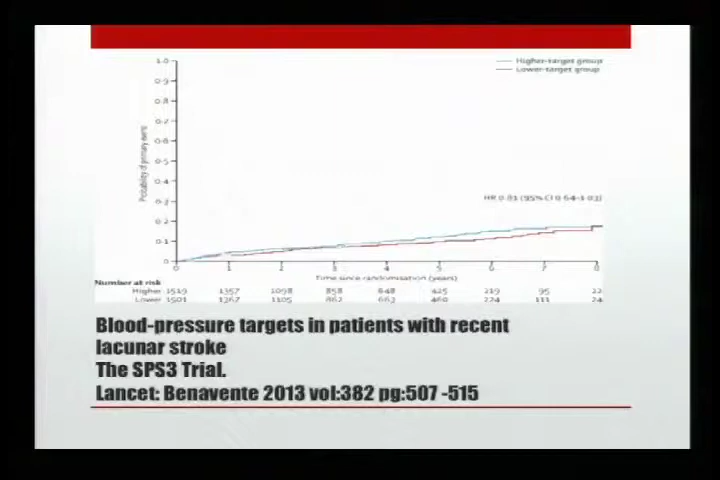 1·0
Higher-target group
Lower-target group
0·9
0·8
0·7
0·6
0·5
0·4
0·3
0·2
0·1
0
Probability of primary event
HR 0·81 (95% CI 0·64–1·03)
0 1 2 3 4 5 6 7 8
Time since randomisation (years)
Number at risk
Higher 1519 1357 1098 858 648 425 219 95 22
Lower 1501 1367 1105 862 663 460 224 111 24
Blood-pressure targets in patients with recent
lacunar stroke
The SPS3 Trial.
Lancet: Benavente 2013 vol:382 pg:507 -515